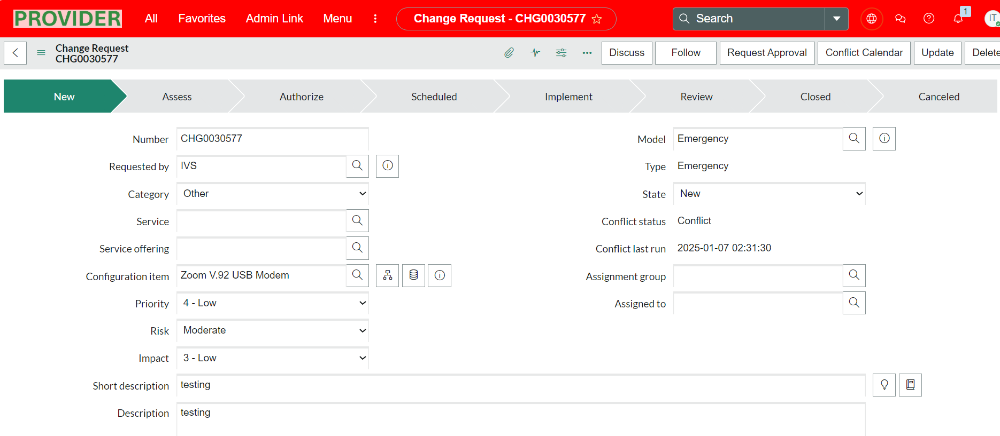 PROVIDER All Favorites Admin Link Menu Change Request - CHG0030577 Search 1 IT
Change Request
CHG0030577
Discuss Follow Request Approval Conflict Calendar Update Delete
New Assess Authorize Scheduled Implement Review Closed Canceled
Number CHG0030577 Model Emergency
Requested by IVS Type Emergency
Category Other State New
Service Conflict status Conflict
Service offering Conflict last run 2025-01-07 02:31:30
Configuration item Zoom V.92 USB Modem Assignment group
Priority 4 - Low Assigned to
Risk Moderate
Impact 3 - Low
Short description testing
Description testing